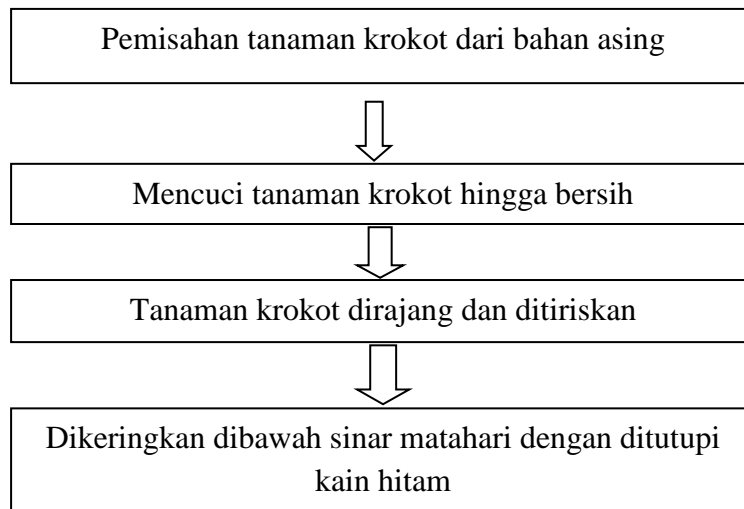 Pemisahan tanaman krokot dari bahan asing
Mencuci tanaman krokot hingga bersih
Tanaman krokot dirajang dan ditiriskan
Dikeringkan dibawah sinar matahari dengan ditutupi
kain hitam